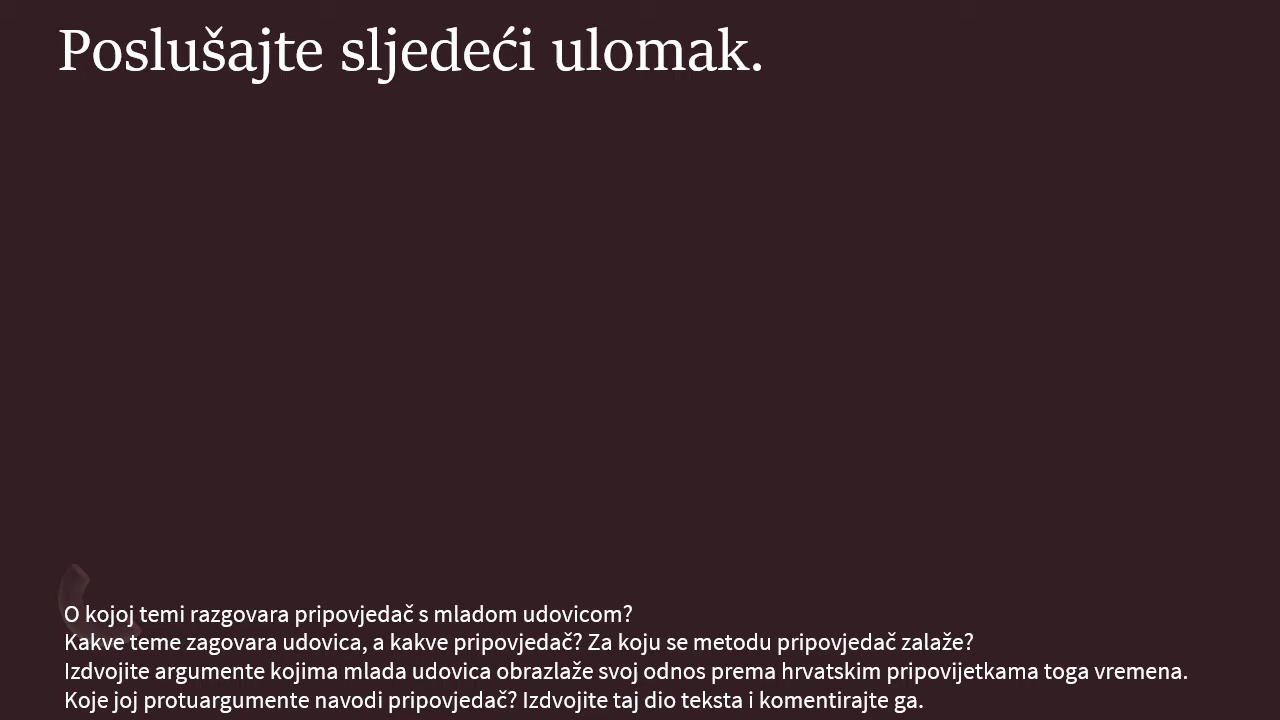 Poslušajte sljedeći ulomak.
O kojoj temi razgovara pripovjedač s mladom udovicom?
Kakve teme zagovara udovica, a kakve pripovjedač? Za koju se metodu pripovjedač zalaže?
Izdvojite argumente kojima mlada udovica obrazlaže svoj odnos prema hrvatskim pripovijetkama toga vremena.
Koje joj protuargumente navodi pripovjedač? Izdvojite taj dio teksta i komentirajte ga.